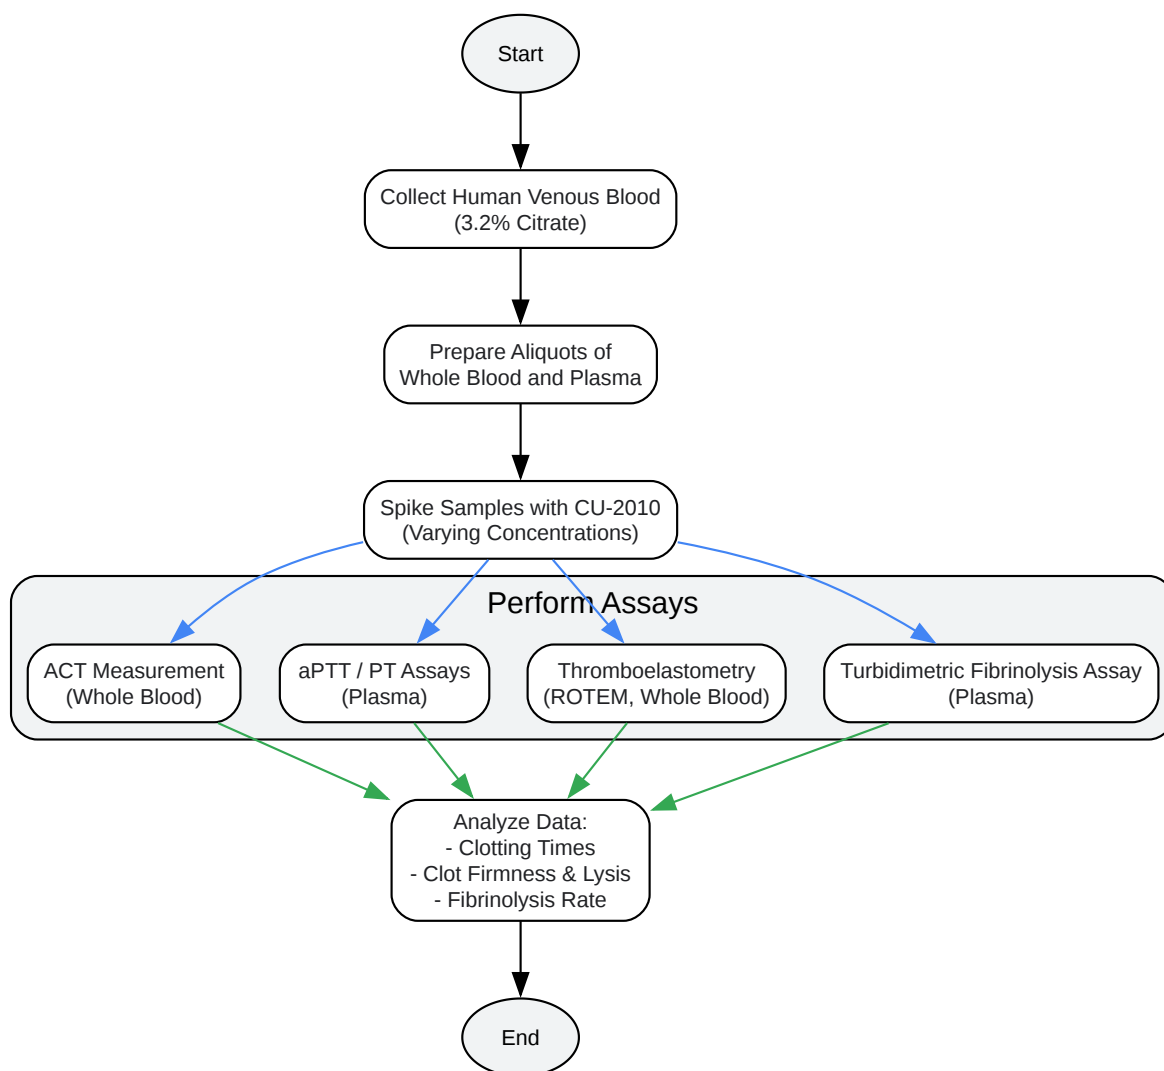 Start
Collect Human Venous Blood
(3.2% Citrate)
Prepare Aliquots of
Whole Blood and Plasma
Spike Samples with CU-2010
(Varying Concentrations)
Perform Assays
ACT Measurement
(Whole Blood)
aPTT / PT Assays
(Plasma)
Thromboelastometry
(ROTEM, Whole Blood)
Turbidimetric Fibrinolysis Assay
(Plasma)
Analyze Data:
- Clotting Times
- Clot Firmness & Lysis
- Fibrinolysis Rate
End